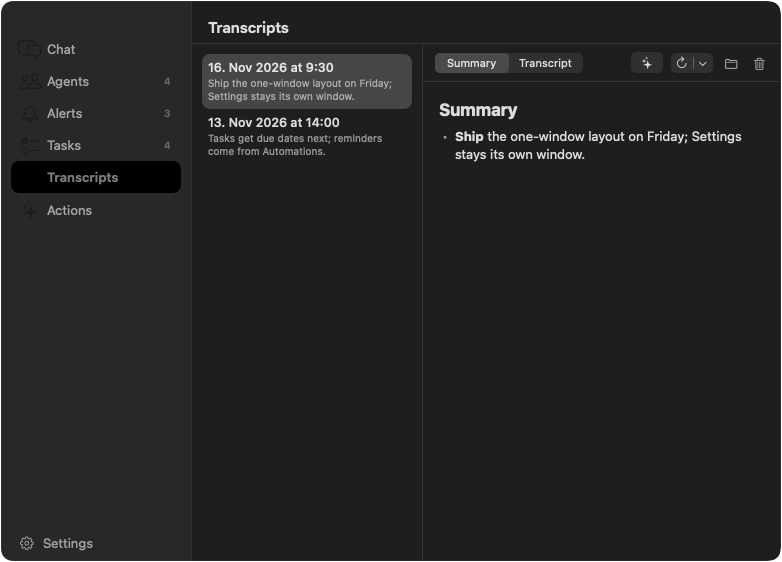 Transcripts
Chat
Agents 4
Alerts 3
Tasks 4
Transcripts
Actions
Settings
16. Nov 2026 at 9:30
Ship the one-window layout on Friday;
Settings stays its own window.
13. Nov 2026 at 14:00
Tasks get due dates next; reminders
come from Automations.
Summary Transcript
Summary
• Ship the one-window layout on Friday; Settings
stays its own window.